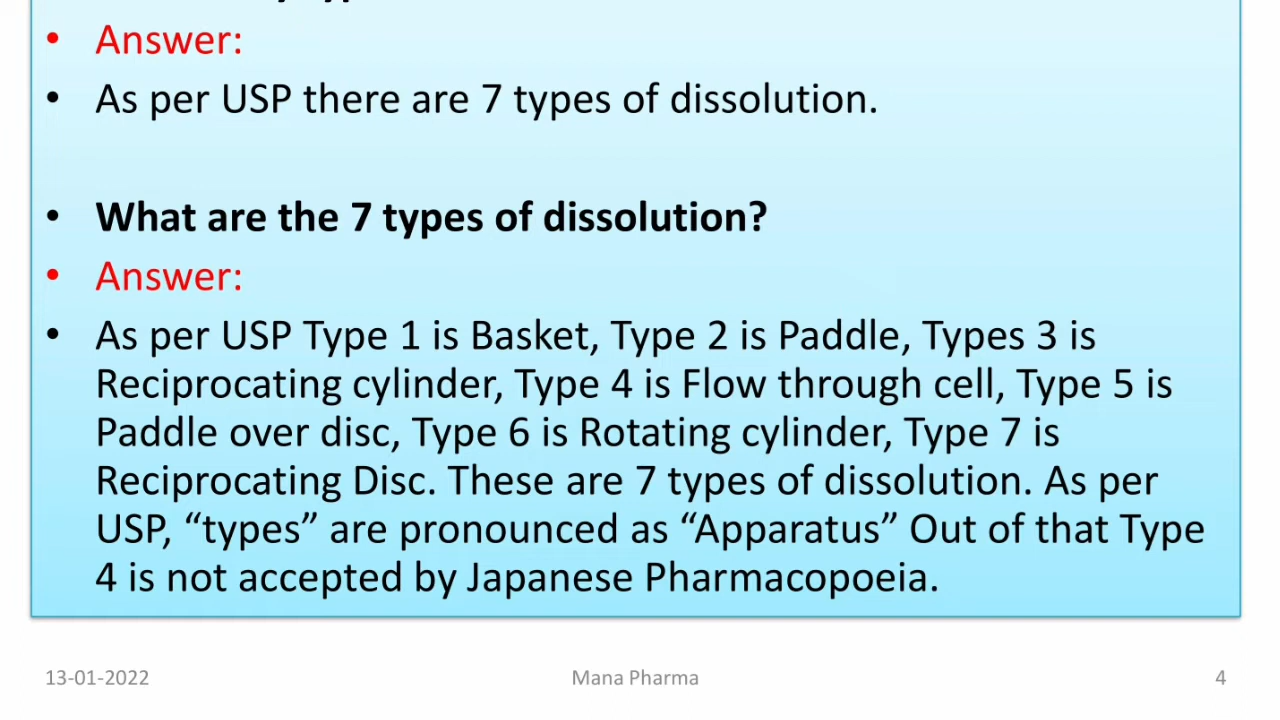 • Answer:
• As per USP there are 7 types of dissolution.
• What are the 7 types of dissolution?
• Answer:
• As per USP Type 1 is Basket, Type 2 is Paddle, Types 3 is
Reciprocating cylinder, Type 4 is Flow through cell, Type 5 is
Paddle over disc, Type 6 is Rotating cylinder, Type 7 is
Reciprocating Disc. These are 7 types of dissolution. As per
USP, “types” are pronounced as “Apparatus” Out of that Type
4 is not accepted by Japanese Pharmacopoeia.
13-01-2022 Mana Pharma 4